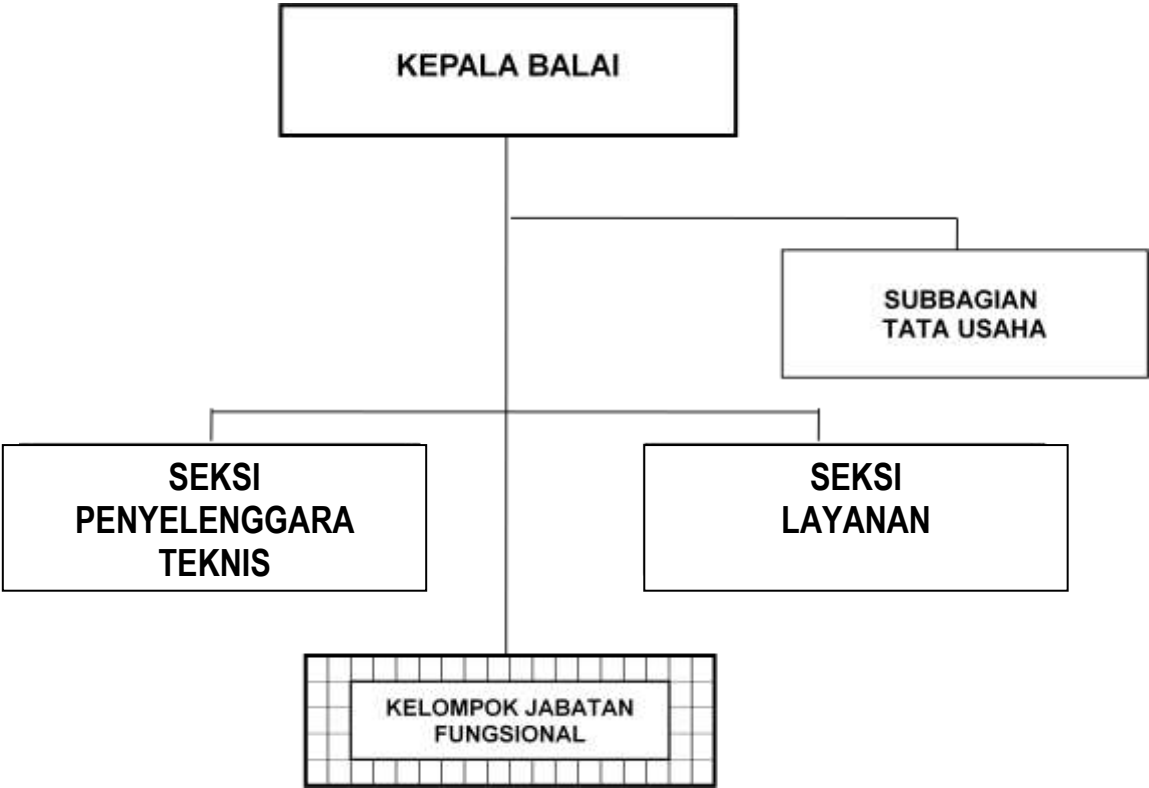 KEPALA BALAI
SUBBAGIAN
TATA USAHA
SEKSI
PENYELENGGARA
TEKNIS
SEKSI
LAYANAN
KELOMPOK JABATAN
FUNGSIONAL